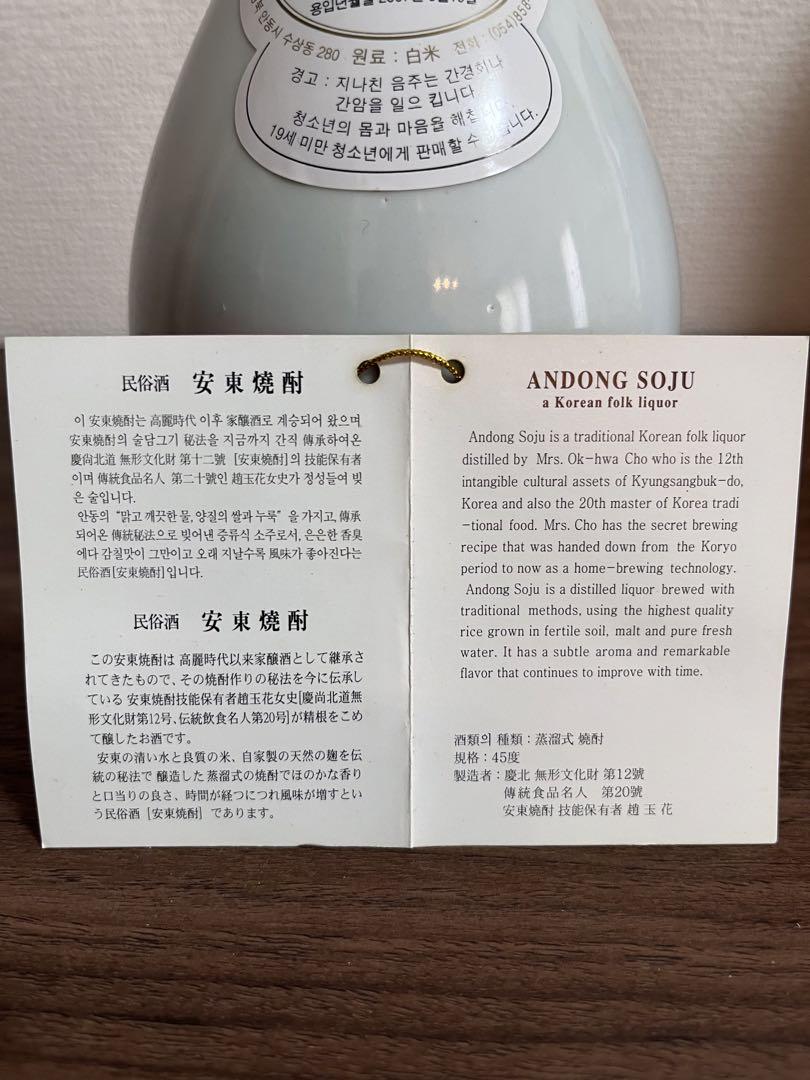 경북 안동시 수상동 280 원료 : 白米 전화 : (054)858-
경고 : 지나친 음주는 간경화나
간암을 일으 킵니다
청소년의 몸과 마음을 해칩니다.
19세 미만 청소년에게 판매할 수 없습니다.
民俗酒 安東燒酎
이 安東燒酎는 高麗時代 이후 家釀酒로 계승되어 왔으며
安東燒酎의 술담그기 秘法을 지금까지 간직 傳承하여온
慶尙北道 無形文化財 第十二號 [安東燒酎]의 技能保有者
이며 傳統食品名人 第二十號인 趙玉花女史가 정성들여 빚
은 술입니다.
안동의 “맑고 깨끗한 물, 양질의 쌀과 누룩” 을 가지고, 傳承
되어온 傳統秘法으로 빚어낸 증류식 소주로서, 은은한 香臭
에다 감칠맛이 그만이고 오래 지날수록 風味가 좋아진다는
民俗酒[安東燒酎]입니다.
民俗酒 安東燒酎
この安東焼酎は 高麗時代以来家醸酒として継承さ
れてきたもので、その焼酎作りの秘法を今に伝承し
ている 安東焼酎技能保有者趙玉花女史[慶尚北道無
形文化財第12号、伝統飲食名人第20号]が精根をこめ
て醸したお酒です。
安東の清い水と良質の米、自家製の天然の麹を伝
統の秘法で 醸造した蒸溜式の焼酎でほのかな香り
と口当りの良さ、時間が経つにつれ風味が増すとい
う民俗酒 [安東焼酎] であります。
ANDONG SOJU
a Korean folk liquor
Andong Soju is a traditional Korean folk liquor
distilled by Mrs. Ok-hwa Cho who is the 12th
intangible cultural assets of Kyungsangbuk-do,
Korea and also the 20th master of Korea tradi
-tional food. Mrs. Cho has the secret brewing
recipe that was handed down from the Koryo
period to now as a home-brewing technology.
Andong Soju is a distilled liquor brewed with
traditional methods, using the highest quality
rice grown in fertile soil, malt and pure fresh
water. It has a subtle aroma and remarkable
flavor that continues to improve with time.
酒類의 種類 : 蒸溜式 燒酎
規格 : 45度
製造者 : 慶北 無形文化財 第12號
傳統食品名人 第20號
安東燒酎 技能保有者 趙 玉 花